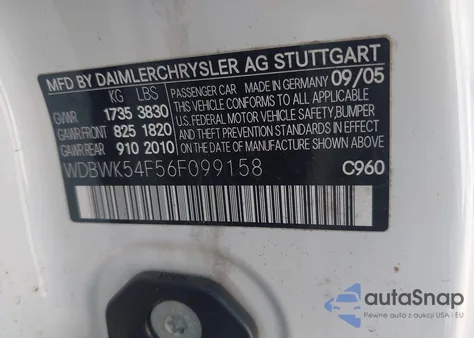 MFD BY DAIMLERCHRYSLER AG STUTTGART
KG LBS PASSENGER CAR MADE IN GERMANY 09/05
GVWR 1735 3830 THIS VEHICLE CONFORMS TO ALL APPLICABLE
GAWR FRONT 825 1820 U.S. FEDERAL MOTOR VEHICLE SAFETY, BUMPER
GAWR REAR 910 2010 AND THEFT PREVENTION STANDARDS IN EFFECT ON THE DATE OF MANUFACTURE SHOWN ABOVE
WDBWK54F56F099158 C960
autoSnap
Pewne auta z aukcji USA i EU